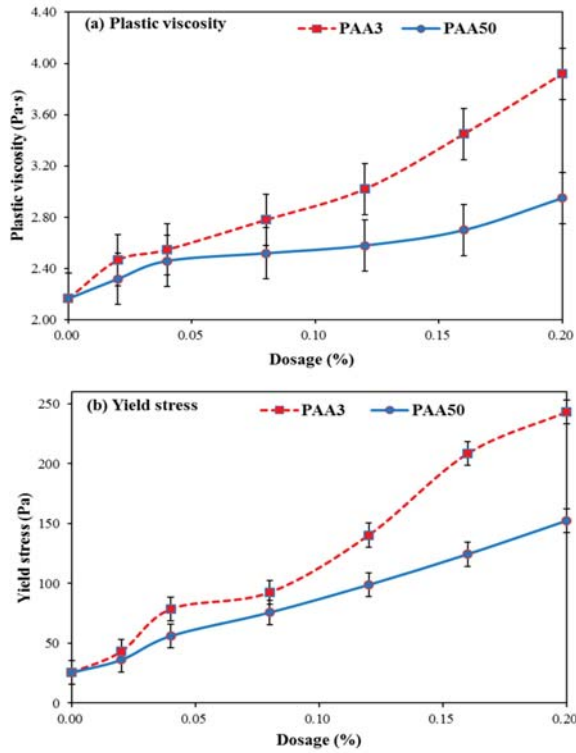 (a) Plastic viscosity
PAA3 PAA50
Plastic viscosity (Pa·s)
4.40
4.00
3.60
3.20
2.80
2.40
2.00
0.00 0.05 0.10 0.15 0.20
Dosage (%)
(b) Yield stress
PAA3 PAA50
Yield stress (Pa)
250
200
150
100
50
0
0.00 0.05 0.10 0.15 0.20
Dosage (%)